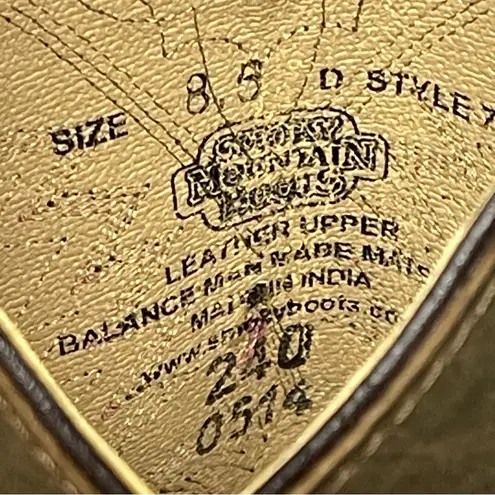 SIZE 8.5 D STYLE 7
SMOKY
MOUNTAIN
BOOTS
LEATHER UPPER
BALANCE MAN MADE MATS
MADE IN INDIA
www.smokyboots.co
240
0514